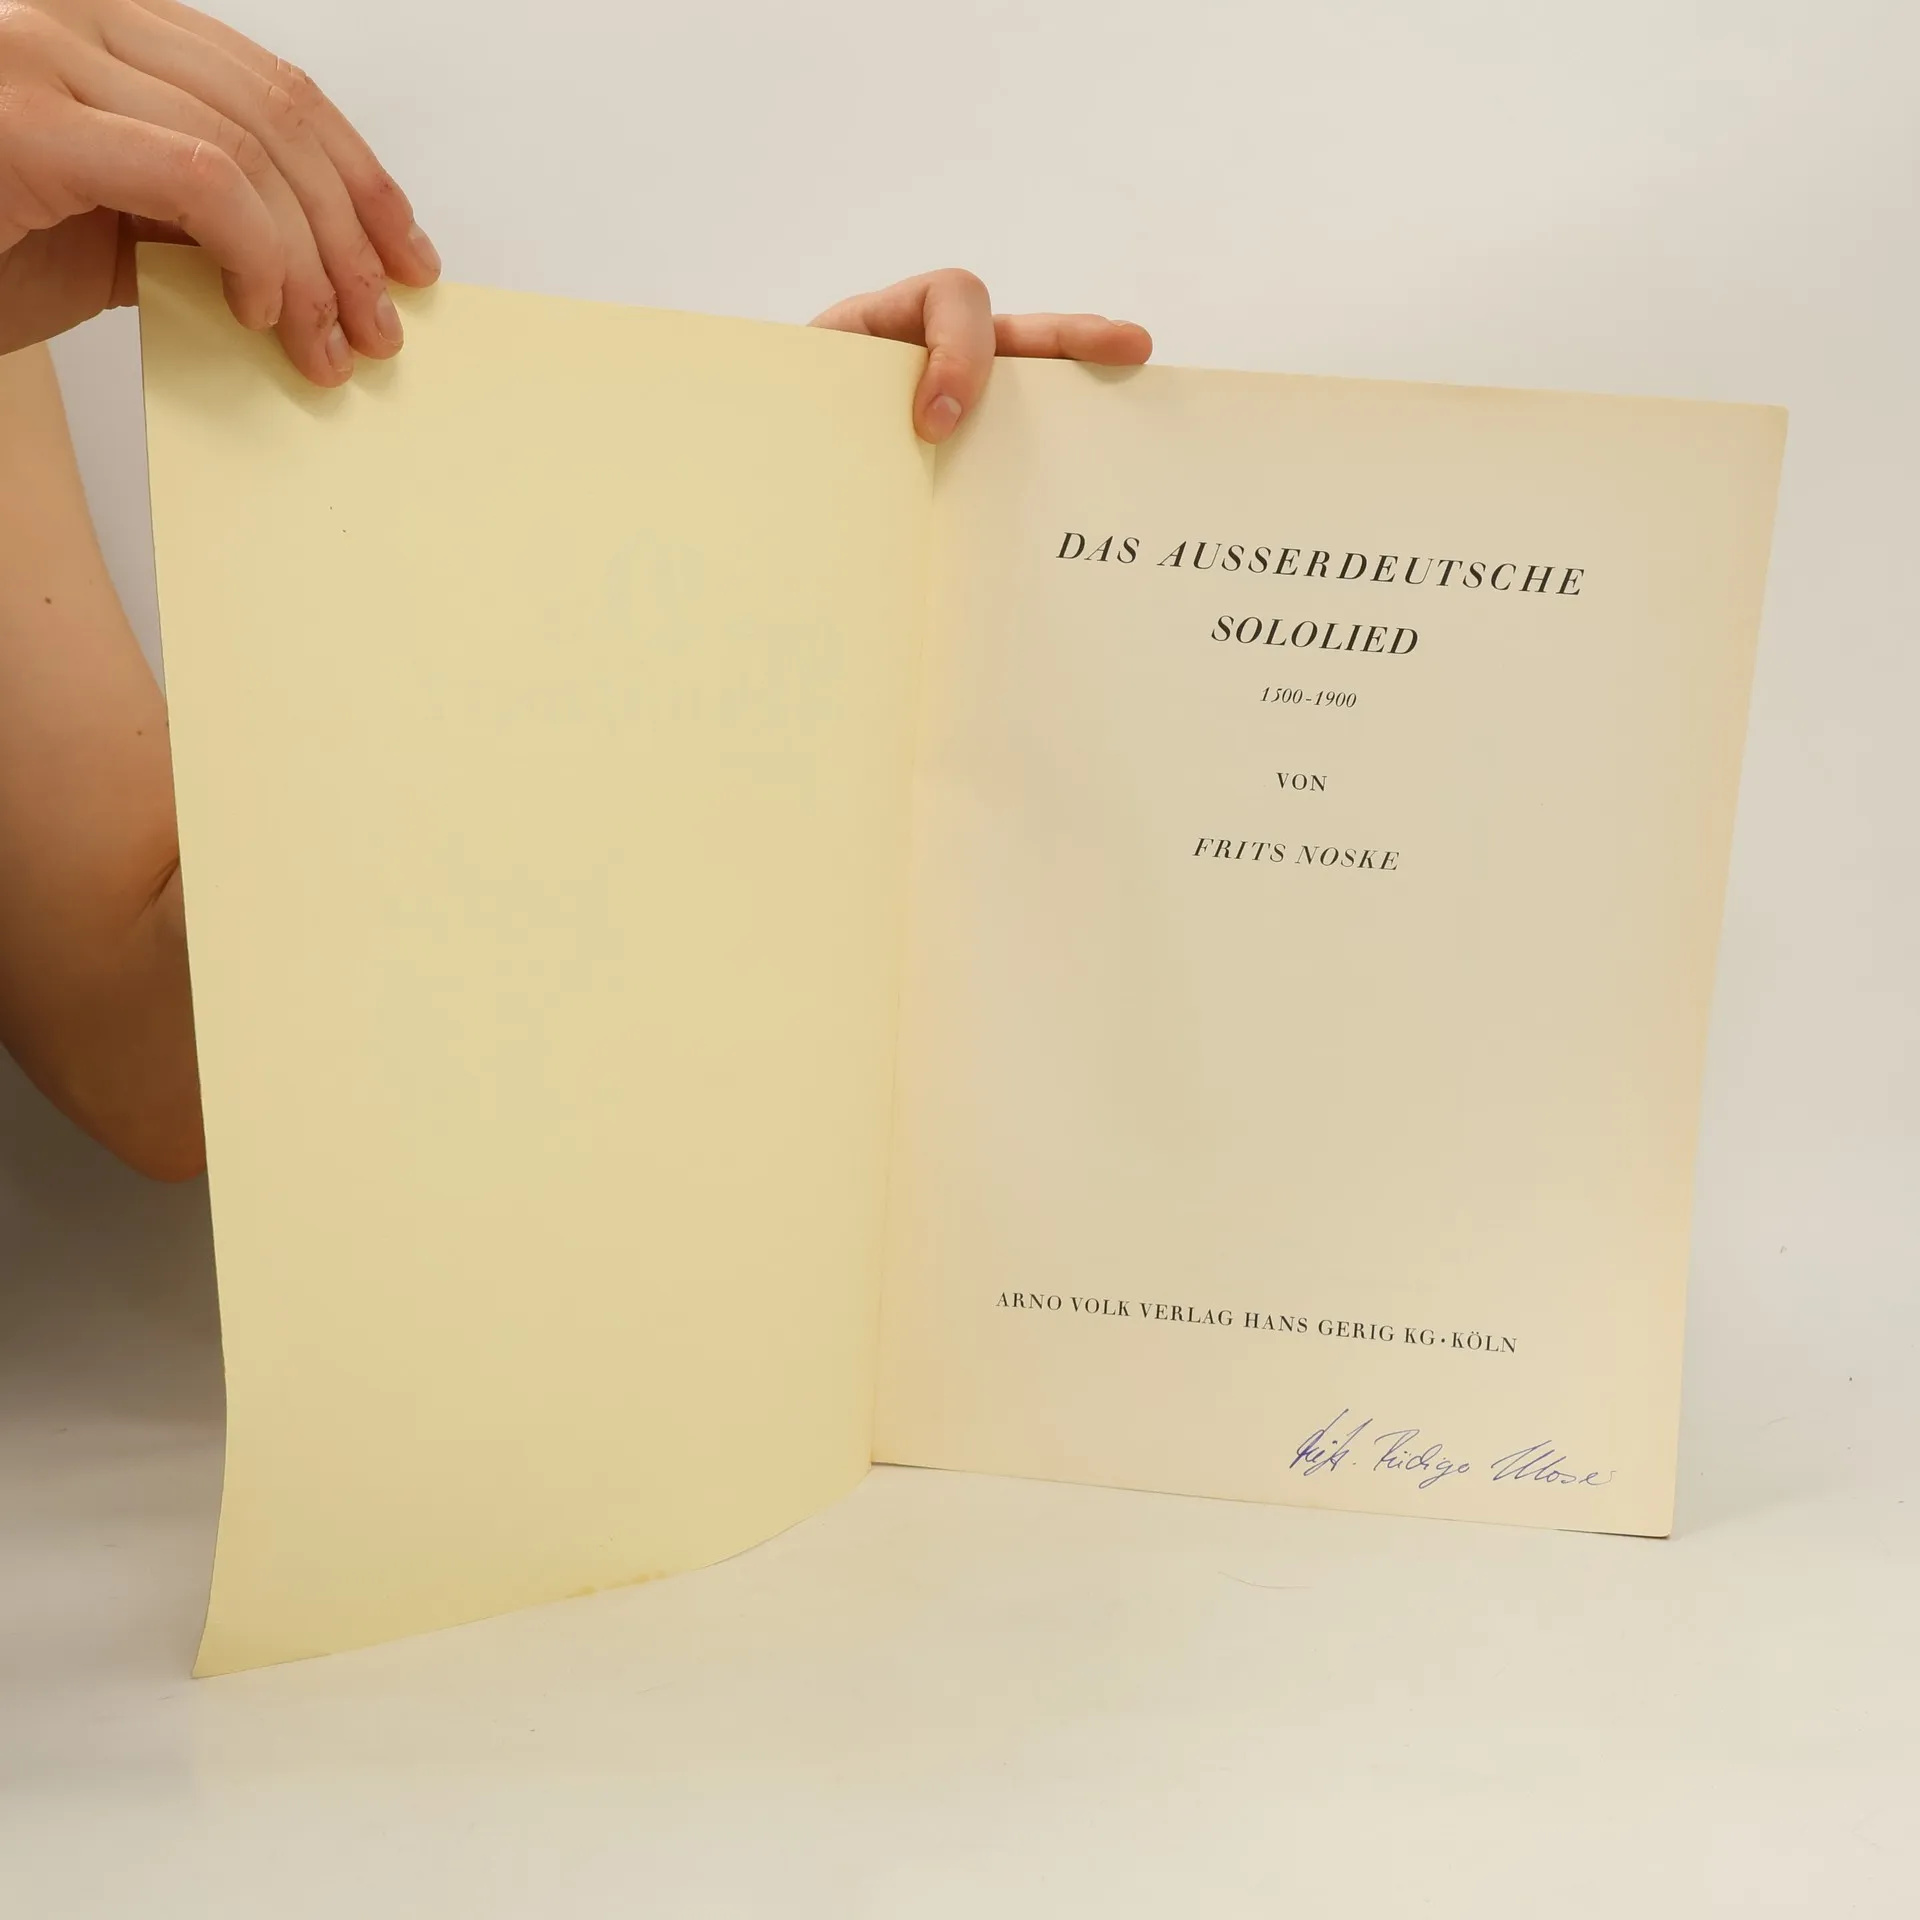 DAS AUSSERDEUTSCHE
SOLOLIED
1500-1900
VON
FRITS NOSKE
ARNO VOLK VERLAG HANS GERIG KG·KÖLN